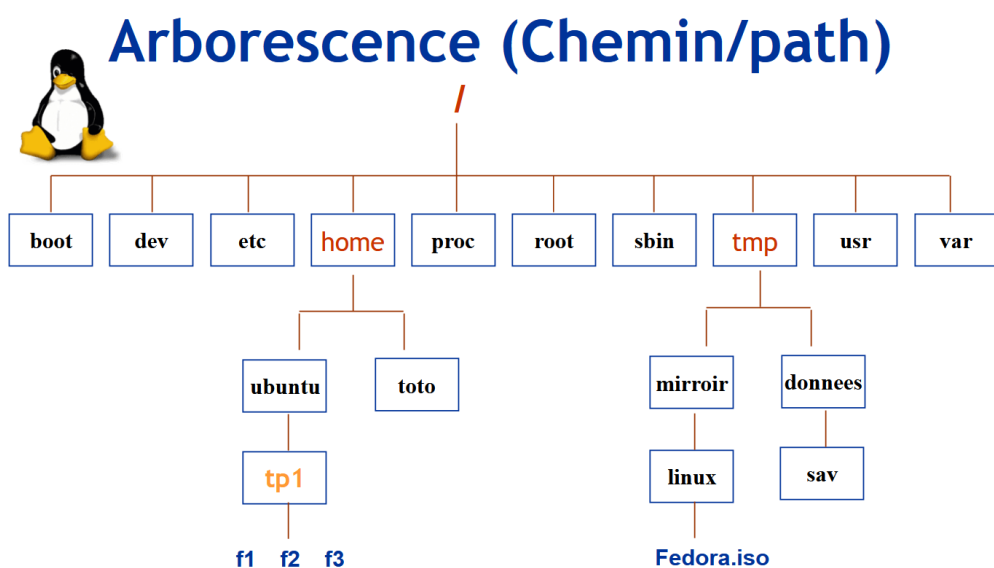 Arborescence (Chemin/path)
/
boot dev etc home proc root sbin tmp usr var
ubuntu toto mirroir donnees
tp1 linux sav
f1 f2 f3 Fedora.iso